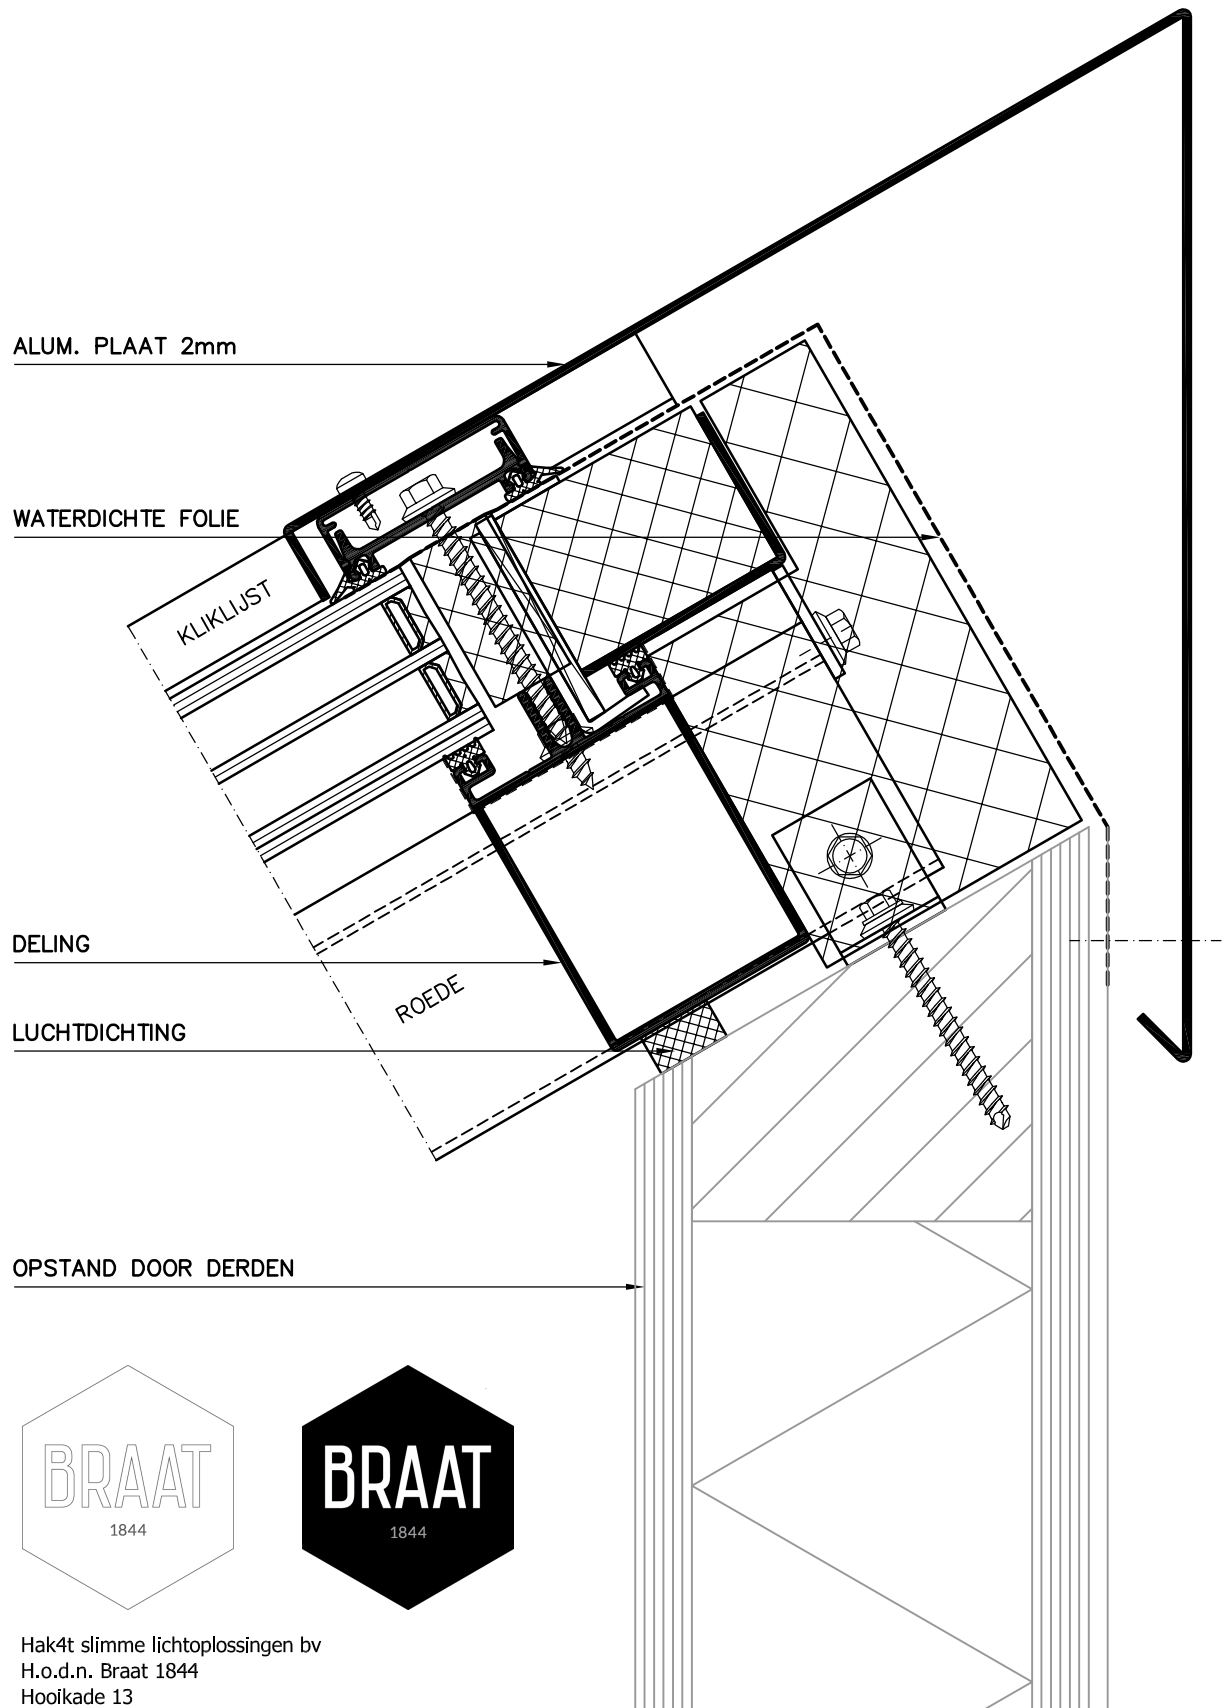 ALUM. PLAAT 2mm
WATERDICHTE FOLIE
KLIKLIJST
DELING
ROEDE
LUCHTDICHTING
OPSTAND DOOR DERDEN
BRAAT
1844
BRAAT
1844
Hak4t slimme lichtoplossingen bv
H.o.d.n. Braat 1844
Hooikade 13